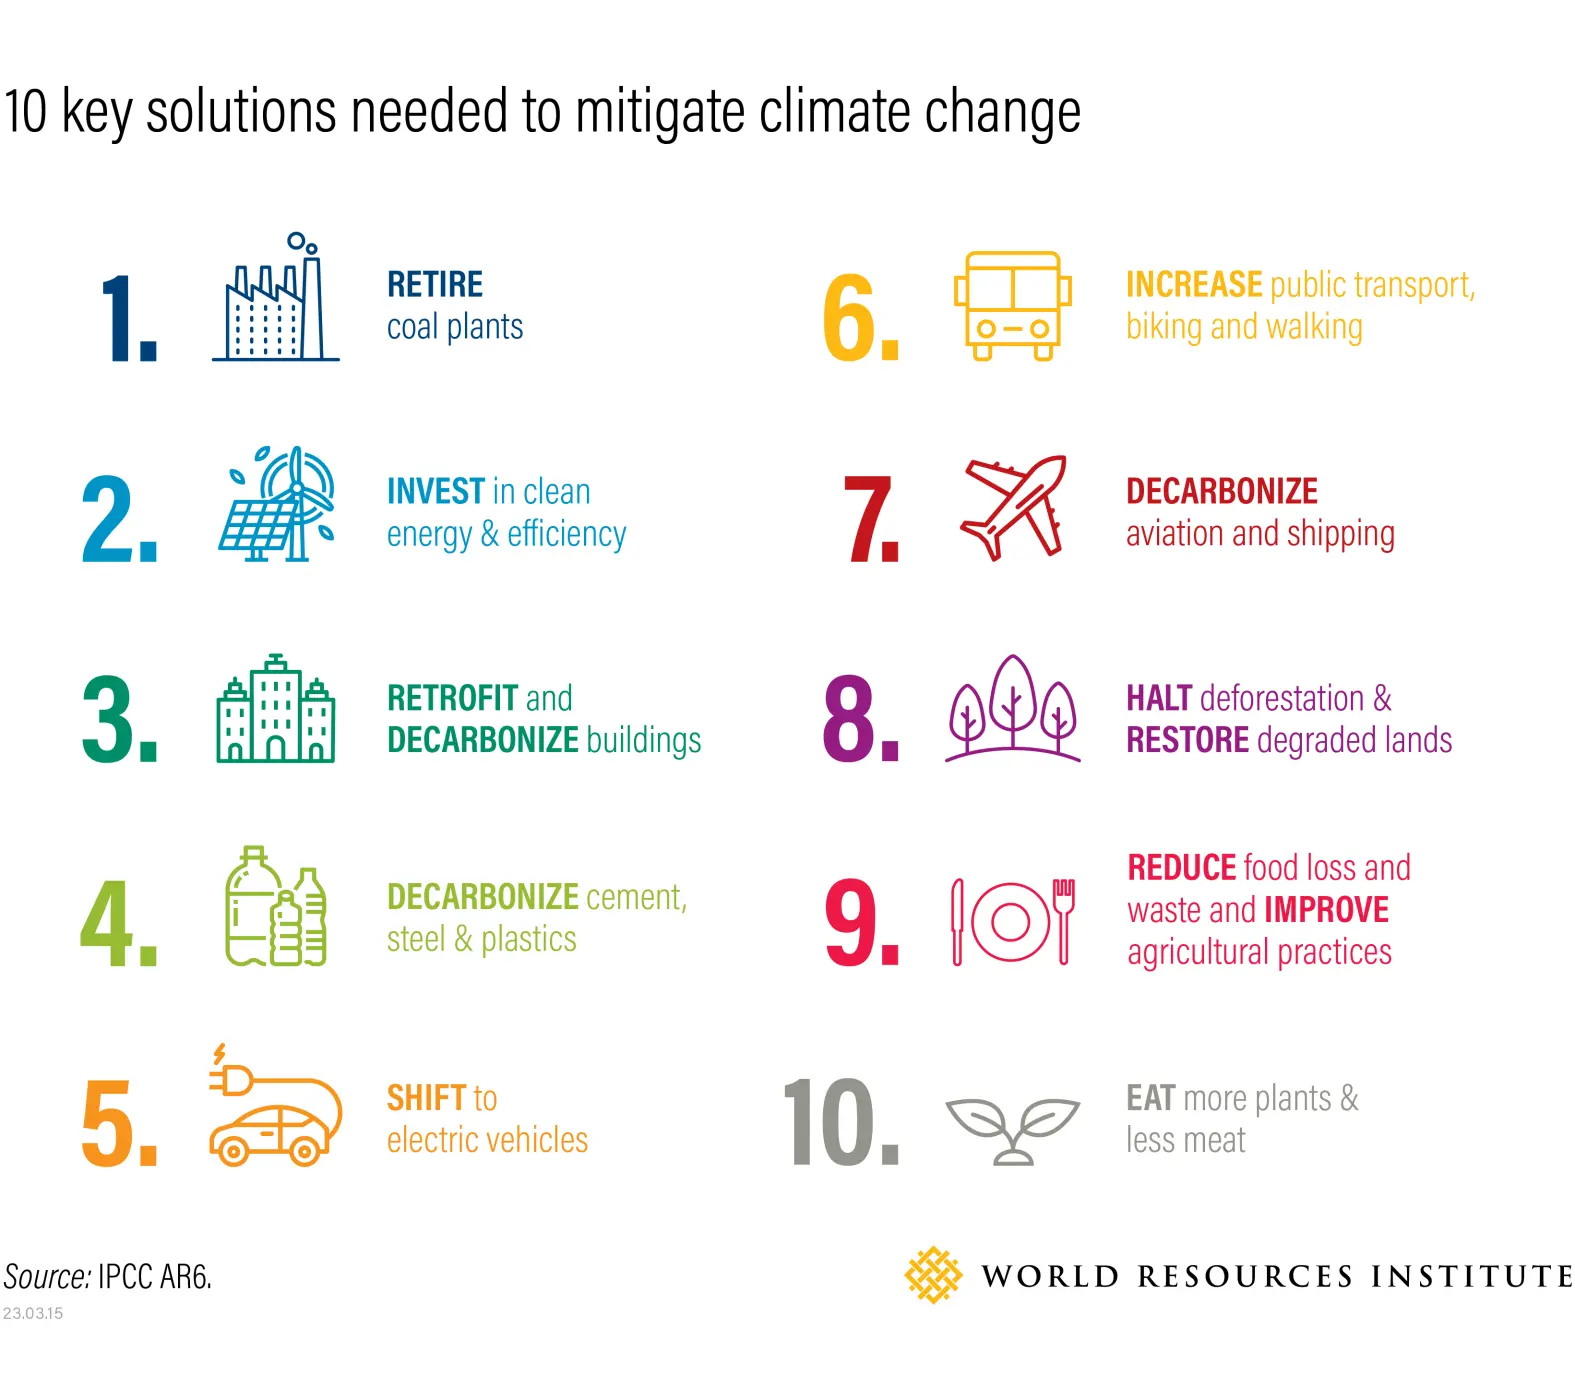 10 key solutions needed to mitigate climate change
1.
RETIRE
coal plants
2.
INVEST in clean
energy & efficiency
3.
RETROFIT and
DECARBONIZE buildings
4.
DECARBONIZE cement,
steel & plastics
5.
SHIFT to
electric vehicles
6.
INCREASE public transport,
biking and walking
7.
DECARBONIZE
aviation and shipping
8.
HALT deforestation &
RESTORE degraded lands
9.
REDUCE food loss and
waste and IMPROVE
agricultural practices
10.
EAT more plants &
less meat
Source: IPCC AR6.
23.03.15
WORLD RESOURCES INSTITUTE